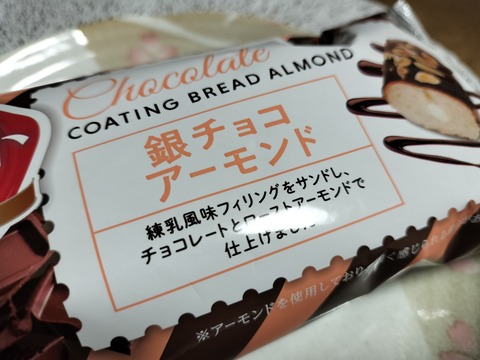 Chocolate
COATING BREAD ALMOND
銀チョコ
アーモンド
練乳風味フィリングをサンドし、
チョコレートとローストアーモンドで
仕上げました
※アーモンドを使用しており